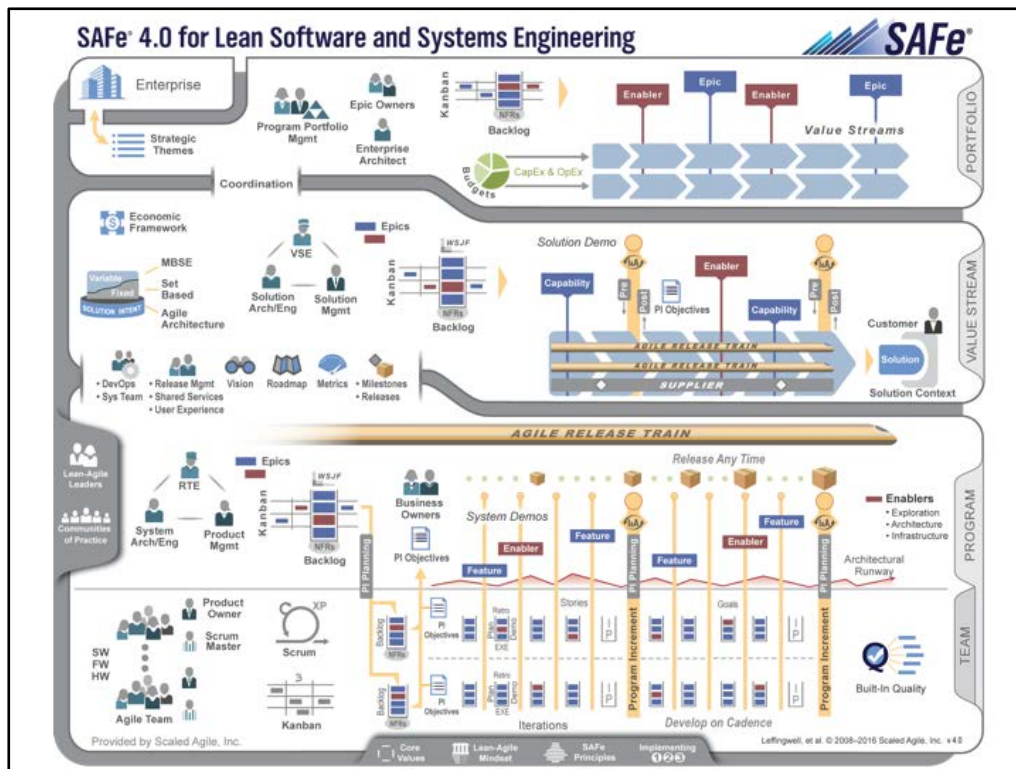 SAFe® 4.0 for Lean Software and Systems Engineering
SAFe®
Enterprise
Strategic
Themes
Program Portfolio
Mgmt
Epic Owners
Enterprise
Architect
Kanban
NFRs
Backlog
Enabler
Epic
Enabler
Epic
Value Streams
Budgets
CapEx & OpEx
PORTFOLIO
Coordination
Economic
Framework
Variable
Fixed
SOLUTION INTENT
MBSE
Set
Based
Agile
Architecture
VSE
Solution
Arch/Eng
Solution
Mgmt
Epics
Kanban
WSJF
NFRs
Backlog
Solution Demo
I&A
I&A
Capability
Pre
Post
PI Objectives
Enabler
Capability
Pre
Post
AGILE RELEASE TRAIN
AGILE RELEASE TRAIN
SUPPLIER
Customer
Solution
Solution Context
VALUE STREAM
• DevOps
• Sys Team
• Release Mgmt
• Shared Services
• User Experience
Vision
Roadmap
Metrics
• Milestones
• Releases
AGILE RELEASE TRAIN
Lean-Agile
Leaders
Communities
of Practice
RTE
System
Arch/Eng
Product
Mgmt
Epics
Kanban
WSJF
NFRs
Backlog
PI Planning
Business
Owners
PI Objectives
Release Any Time
System Demos
Feature
Enabler
Feature
I&A
PI Planning
Feature
Enabler
Feature
I&A
PI Planning
Enablers
• Exploration
• Architecture
• Infrastructure
Architectural
Runway
PROGRAM
Product
Owner
Scrum
Master
SW
FW
HW
Agile Team
XP
Scrum
3
Kanban
Backlog
NFRs
PI
Objectives
Plan
Retro
Demo
EXE
Stories
I
P
Program Increment
Goals
I
P
Program Increment
Backlog
NFRs
PI
Objectives
Plan
Retro
Demo
EXE
I
P
I
P
Iterations
Develop on Cadence
Built-In Quality
TEAM
Provided by Scaled Agile, Inc.
Leffingwell, et al. © 2008–2016 Scaled Agile, Inc. v 4.0
Core
Values
Lean-Agile
Mindset
SAFe
Principles
Implementing
1 2 3